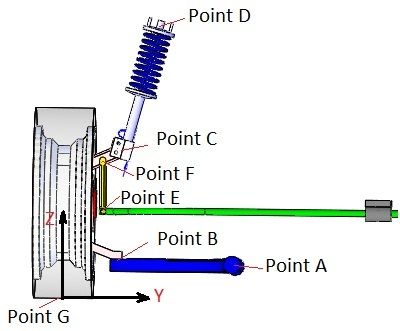 Point D
Point C
Point F
Point E
Z
Point B
Point A
Y
Point G